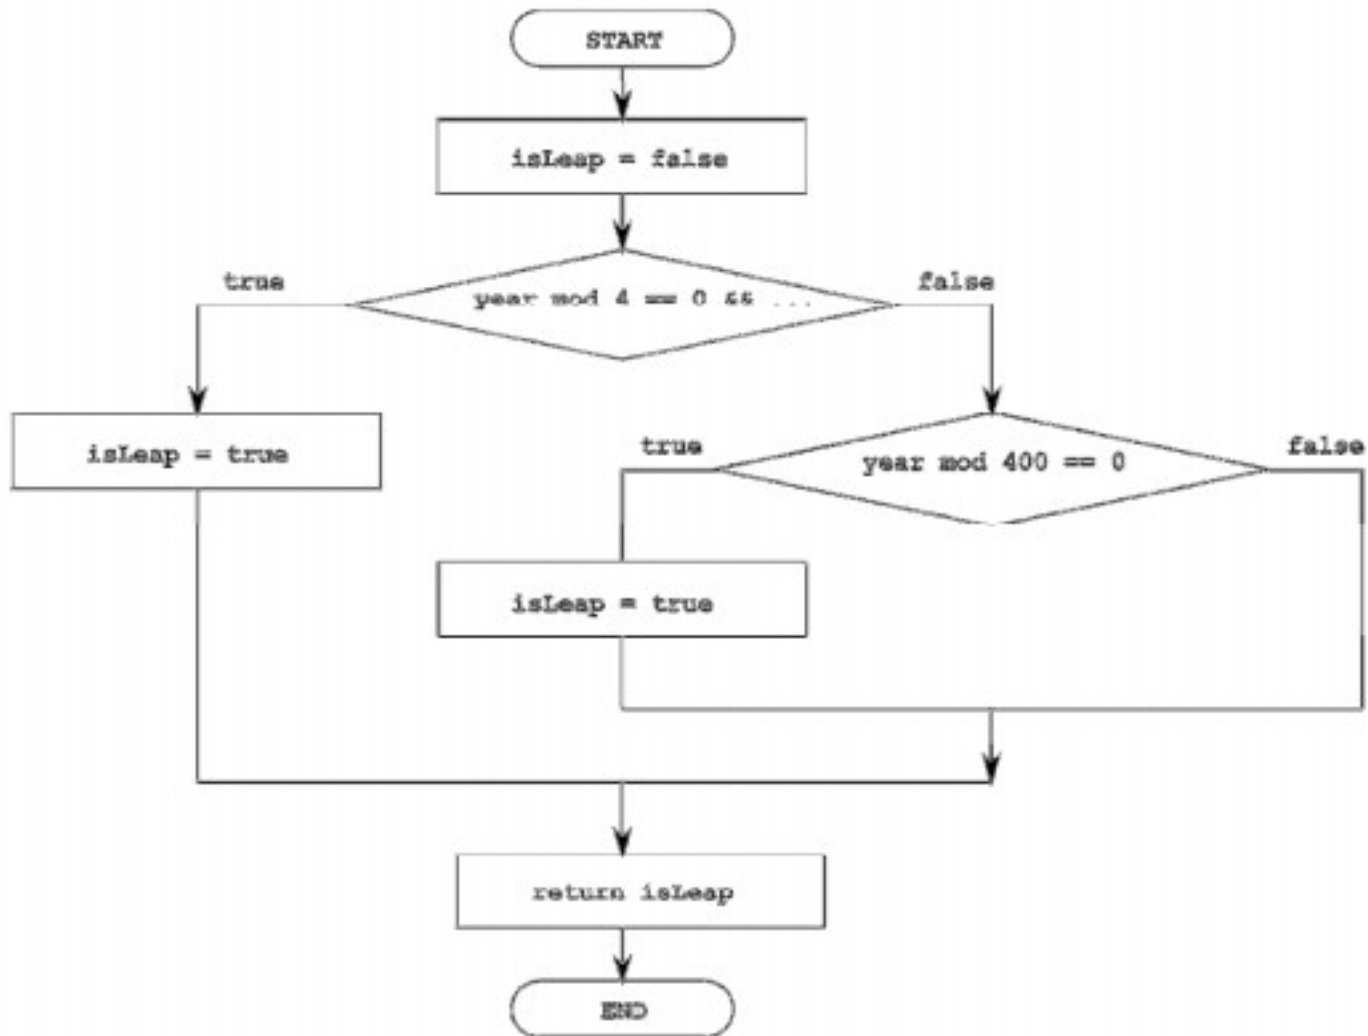 START
isLeap = false
true
year mod 4 == 0 && ...
false
isLeap = true
true
year mod 400 == 0
false
isLeap = true
return isLeap
END